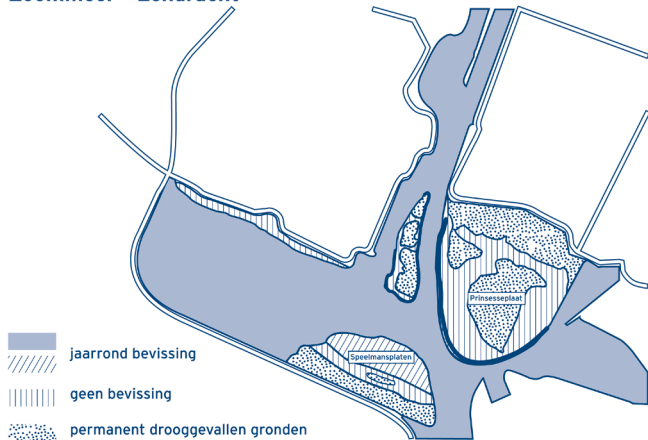 Prinsesseplaat
Speelmansplaten
jaarrond bevissing
geen bevissing
permanent drooggevallen gronden